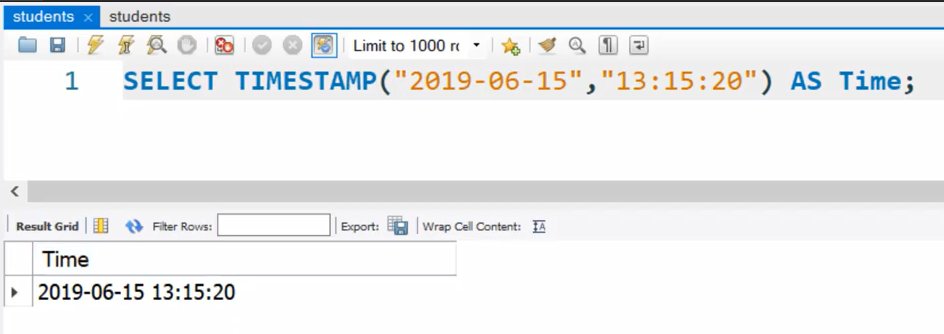 students × students
Limit to 1000 rc
1 SELECT TIMESTAMP("2019-06-15","13:15:20") AS Time;
Result Grid Filter Rows: Export: Wrap Cell Content:
Time
2019-06-15 13:15:20